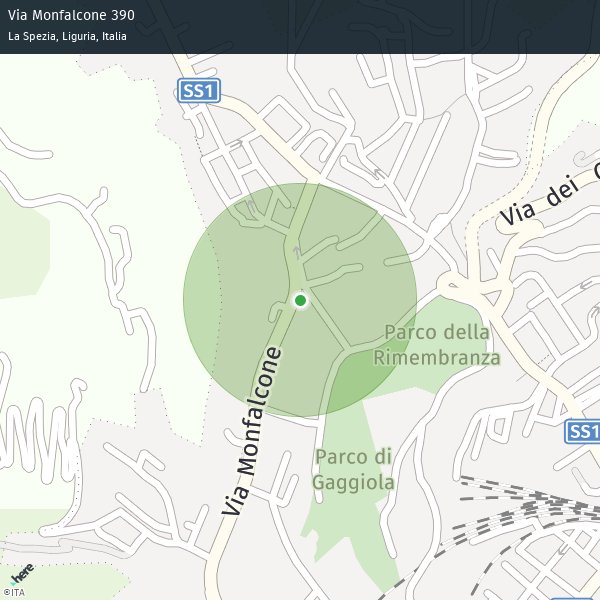 Via Monfalcone 390
La Spezia, Liguria, Italia
SS1
Via dei
Parco della
Rimembranza
Via Monfalcone
SS1
Parco di
Gaggiola
here
©ITA
SS1